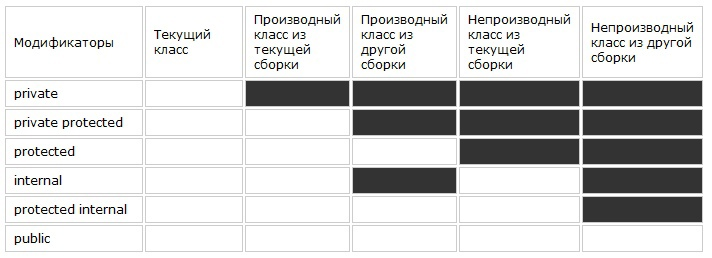 Модификаторы
Текущий
класс
Производный
класс из
текущей
сборки
Производный
класс из
другой
сборки
Непроизводный
класс из
текущей
сборки
Непроизводный
класс из другой
сборки
private
private protected
protected
internal
protected internal
public